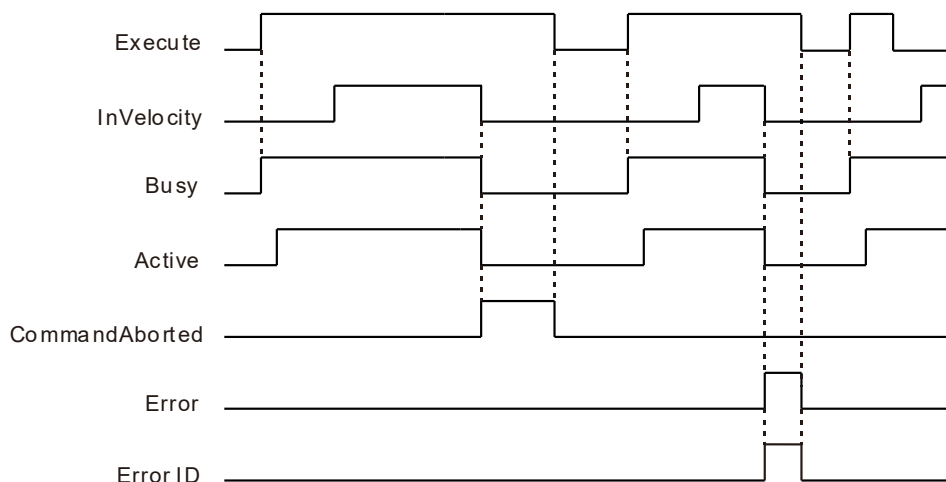 Execute
InVelocity
Busy
Active
CommandAborted
Error
Error ID